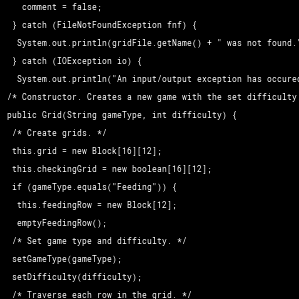 comment = false;
} catch (FileNotFoundException fnf) {
System.out.println(gridFile.getName() + " was not found.
} catch (IOException io) {
System.out.println("An input/output exception has occured
/* Constructor. Creates a new game with the set difficulty
public Grid(String gameType, int difficulty) {
/* Create grids. */
this.grid = new Block[16][12];
this.checkingGrid = new boolean[16][12];
if (gameType.equals("Feeding")) {
this.feedingRow = new Block[12];
emptyFeedingRow();
/* Set game type and difficulty. */
setGameType(gameType);
setDifficulty(difficulty);
/* Traverse each row in the grid. */